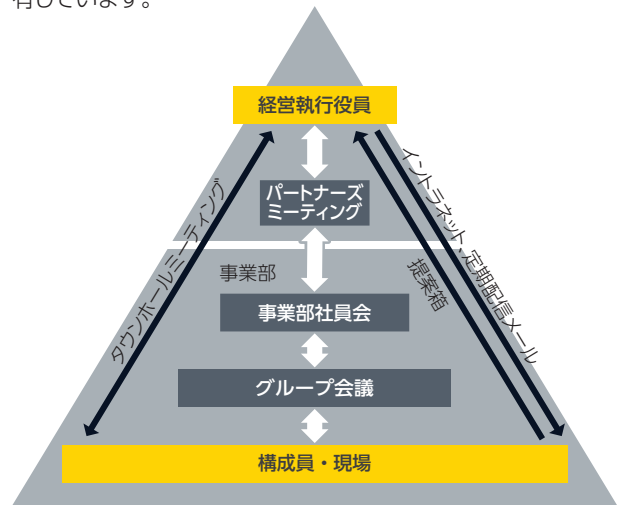 有しています。
経営執行役員
パートナーズ
ミーティング
タウンホールミーティング
イントラネット、定期配信メール
提案箱
事業部
事業部社員会
グループ会議
構成員・現場